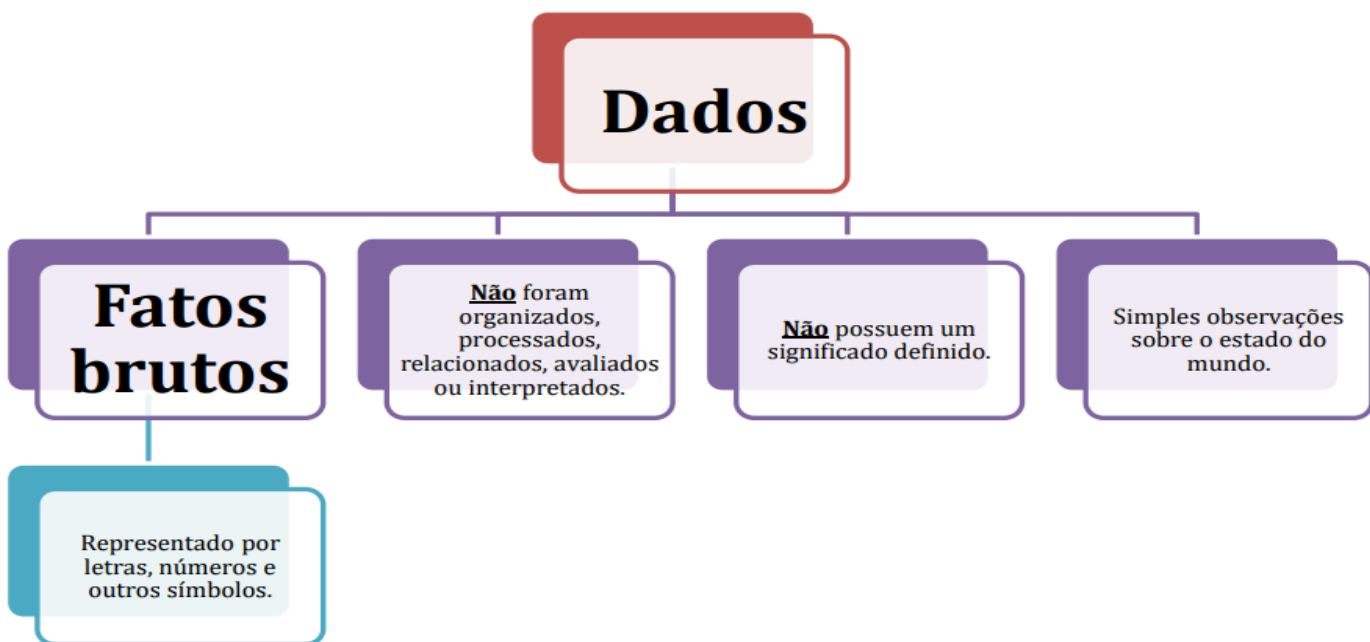 Dados
Fatos
brutos
Não foram
organizados,
processados,
relacionados, avaliados
ou interpretados.
Não possuem um
significado definido.
Simples observações
sobre o estado do
mundo.
Representado por
letras, números e
outros símbolos.